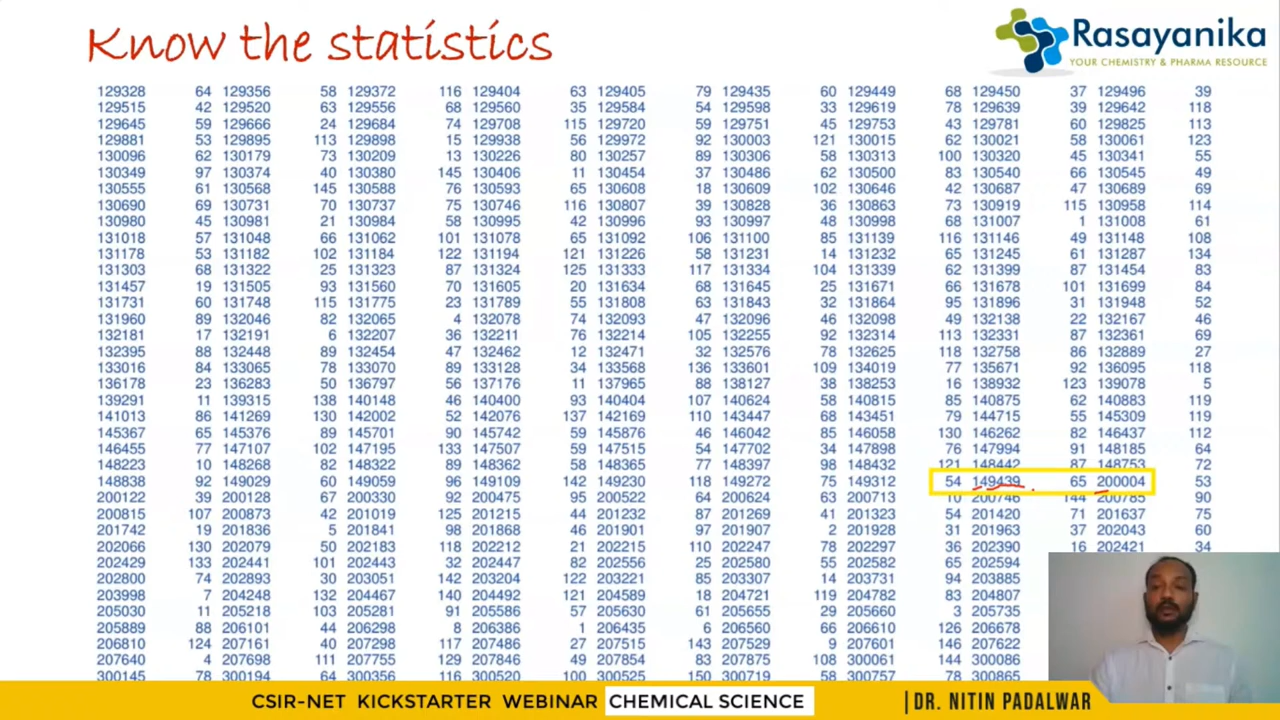 Know the statistics
Rasayanika
YOUR CHEMISTRY & PHARMA RESOURCE
129328 64 129356 58 129372 116 129404 63 129405 79 129435 60 129449 68 129450 37 129496 39
129515 42 129520 63 129556 68 129560 35 129584 54 129598 33 129619 78 129639 39 129642 118
129645 59 129666 24 129684 74 129708 115 129720 59 129751 45 129753 43 129781 60 129825 113
129881 53 129895 113 129898 15 129938 56 129972 92 130003 121 130015 62 130021 58 130061 123
130096 62 130179 73 130209 13 130226 80 130257 89 130306 58 130313 100 130320 45 130341 55
130349 97 130374 40 130380 145 130406 11 130454 37 130486 62 130500 83 130540 66 130545 49
130555 61 130568 145 130588 76 130593 65 130608 18 130609 102 130646 42 130687 47 130689 69
130690 69 130731 70 130737 75 130746 116 130807 39 130828 36 130863 73 130919 115 130958 114
130980 45 130981 21 130984 58 130995 42 130996 93 130997 48 130998 68 131007 1 131008 61
131018 57 131048 66 131062 101 131078 65 131092 106 131100 85 131139 116 131146 49 131148 108
131178 53 131182 102 131184 122 131194 121 131226 58 131231 14 131232 65 131245 61 131287 134
131303 68 131322 25 131323 87 131324 125 131333 117 131334 104 131339 62 131399 87 131454 83
131457 19 131505 93 131560 70 131605 20 131634 68 131645 25 131671 66 131678 101 131699 84
131731 60 131748 115 131775 23 131789 55 131808 63 131843 32 131864 95 131896 31 131948 52
131960 89 132046 82 132065 4 132078 74 132093 47 132096 46 132098 49 132138 22 132167 46
132181 17 132191 6 132207 36 132211 76 132214 105 132255 92 132314 113 132331 87 132361 69
132395 88 132448 89 132454 47 132462 12 132471 32 132576 78 132625 118 132758 86 132889 27
133016 84 133065 78 133070 89 133128 34 133568 136 133601 109 134019 77 135671 92 136095 118
136178 23 136283 50 136797 56 137176 11 137965 88 138127 38 138253 16 138932 123 139078 5
139291 11 139315 138 140148 46 140400 93 140404 107 140624 58 140815 85 140875 62 140883 119
141013 86 141269 130 142002 52 142076 137 142169 110 143447 68 143451 79 144715 55 145309 119
145367 65 145376 89 145701 90 145742 59 145876 46 146042 85 146058 130 146262 82 146437 112
146455 77 147107 102 147195 133 147507 59 147515 54 147702 34 147898 76 147994 91 148185 64
148223 10 148268 82 148322 89 148362 58 148365 77 148397 98 148432 121 148442 87 148753 72
148838 92 149029 60 149059 96 149109 142 149230 118 149272 75 149312 54 149439 65 200004 53
200122 39 200128 67 200330 92 200475 95 200522 64 200624 63 200713 10 200746 144 200785 90
200815 107 200873 42 201019 125 201215 44 201232 87 201269 41 201323 54 201420 71 201637 75
201742 19 201836 5 201841 98 201868 46 201901 97 201907 2 201928 31 201963 37 202043 60
202066 130 202079 50 202183 118 202212 21 202215 110 202247 78 202297 36 202390 16 202421 34
202429 133 202441 101 202443 32 202447 82 202556 25 202580 55 202582 65 202594
202800 74 202893 30 203051 142 203204 122 203221 85 203307 14 203731 94 203885
203998 7 204248 132 204467 140 204492 121 204589 18 204721 119 204782 83 204807
205030 11 205218 103 205281 91 205586 57 205630 61 205655 29 205660 3 205735
205889 88 206101 44 206298 8 206386 1 206435 6 206560 66 206610 126 206678
206810 124 207161 40 207298 117 207486 27 207515 143 207529 9 207601 146 207622
207640 4 207698 111 207755 129 207846 49 207854 83 207875 108 300061 144 300086
300145 78 300194 64 300356 116 300520 100 300525 150 300719 58 300757 78 300865
CSIR-NET KICKSTARTER WEBINAR CHEMICAL SCIENCE |DR. NITIN PADALWAR